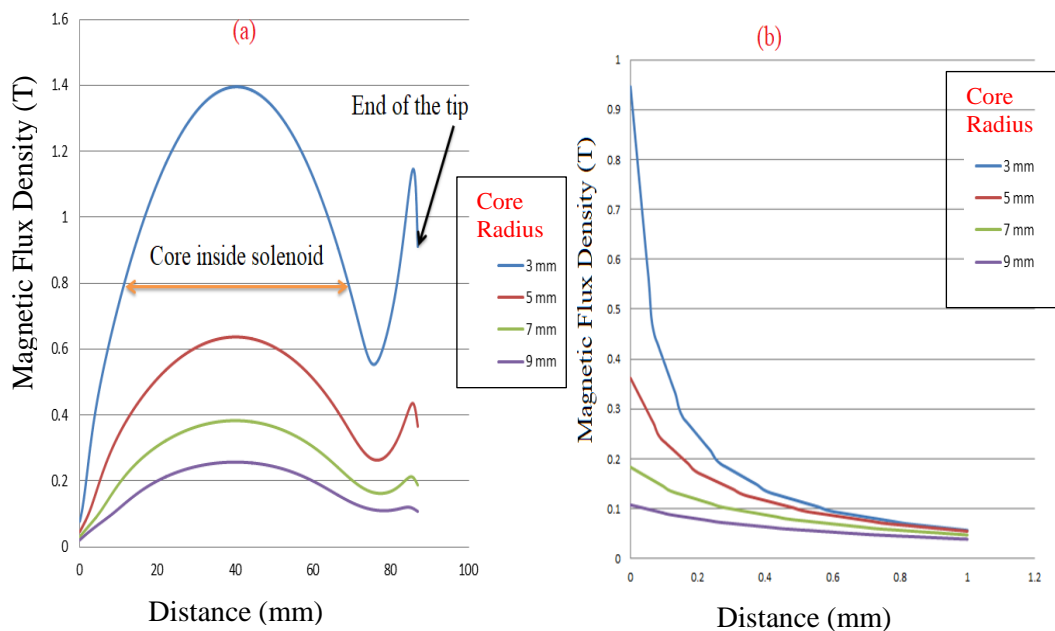 (a)
Magnetic Flux Density (T)
1.6
1.4
1.2
1
0.8
0.6
0.4
0.2
0
End of the tip
Core inside solenoid
Core
Radius
3 mm
5 mm
7 mm
9 mm
0
20
40
60
80
100
Distance (mm)
(b)
Magnetic Flux Density (T)
1
0.9
0.8
0.7
0.6
0.5
0.4
0.3
0.2
0.1
0
Core
Radius
3 mm
5 mm
7 mm
9 mm
0
0.2
0.4
0.6
0.8
1
1.2
Distance (mm)